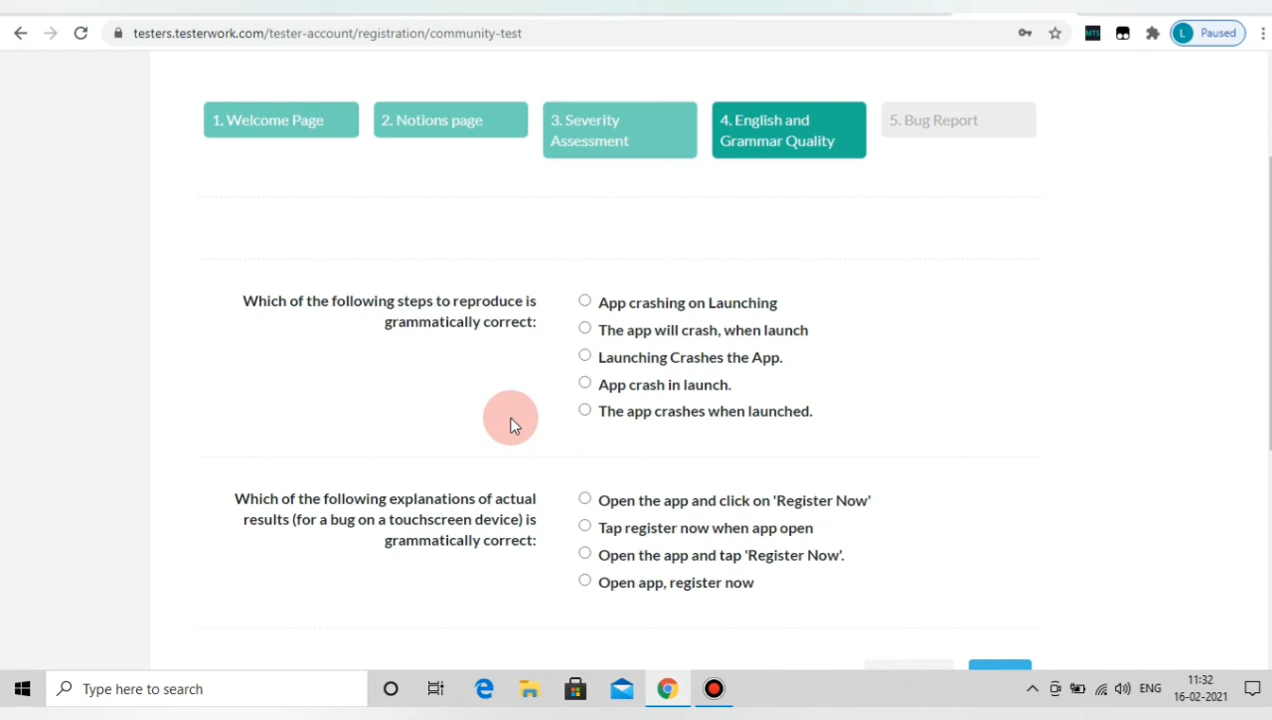 testers.testerwork.com/tester-account/registration/community-test
MTS
L
Paused
1. Welcome Page
2. Notions page
3. Severity
Assessment
4. English and
Grammar Quality
5. Bug Report
Which of the following steps to reproduce is
grammatically correct:
App crashing on Launching
The app will crash, when launch
Launching Crashes the App.
App crash in launch.
The app crashes when launched.
Which of the following explanations of actual
results (for a bug on a touchscreen device) is
grammatically correct:
Open the app and click on 'Register Now'
Tap register now when app open
Open the app and tap 'Register Now'.
Open app, register now
Type here to search
ENG
11:32
16-02-2021